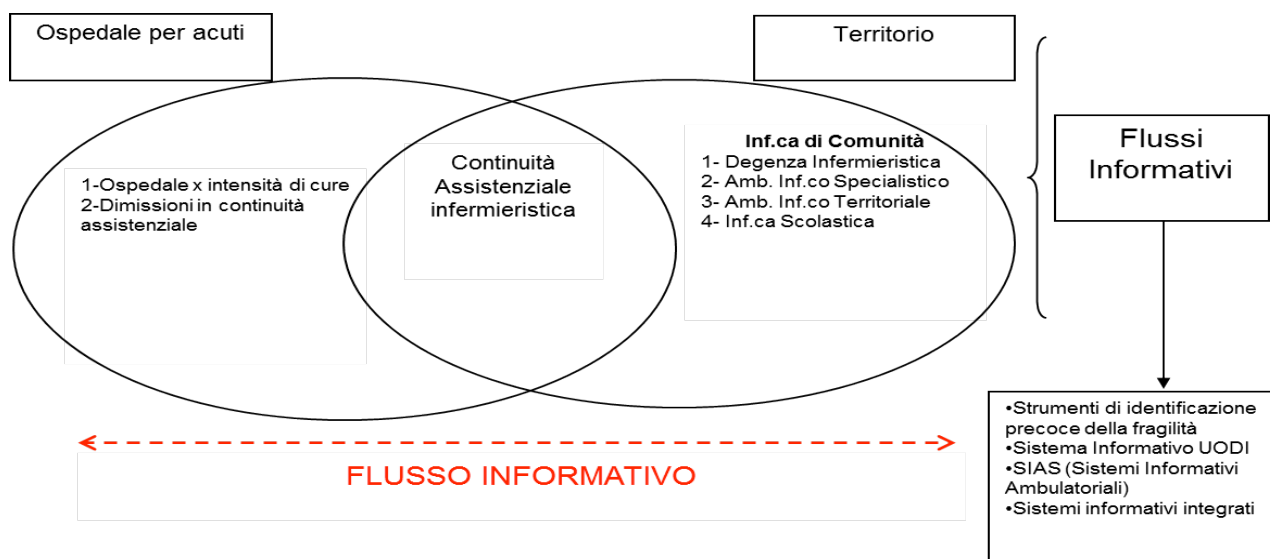 Ospedale per acuti
Territorio
1-Ospedale x intensità di cure
2-Dimissioni in continuità
assistenziale
Continuità
Assistenziale
infermieristica
Inf.ca di Comunità
1- Degenza Infermieristica
2- Amb. Inf.co Specialistico
3- Amb. Inf.co Territoriale
4- Inf.ca Scolastica
Flussi
Informativi
FLUSSO INFORMATIVO
•Strumenti di identificazione
precoce della fragilità
•Sistema Informativo UODI
•SIAS (Sistemi Informativi
Ambulatoriali)
•Sistemi informativi integrati